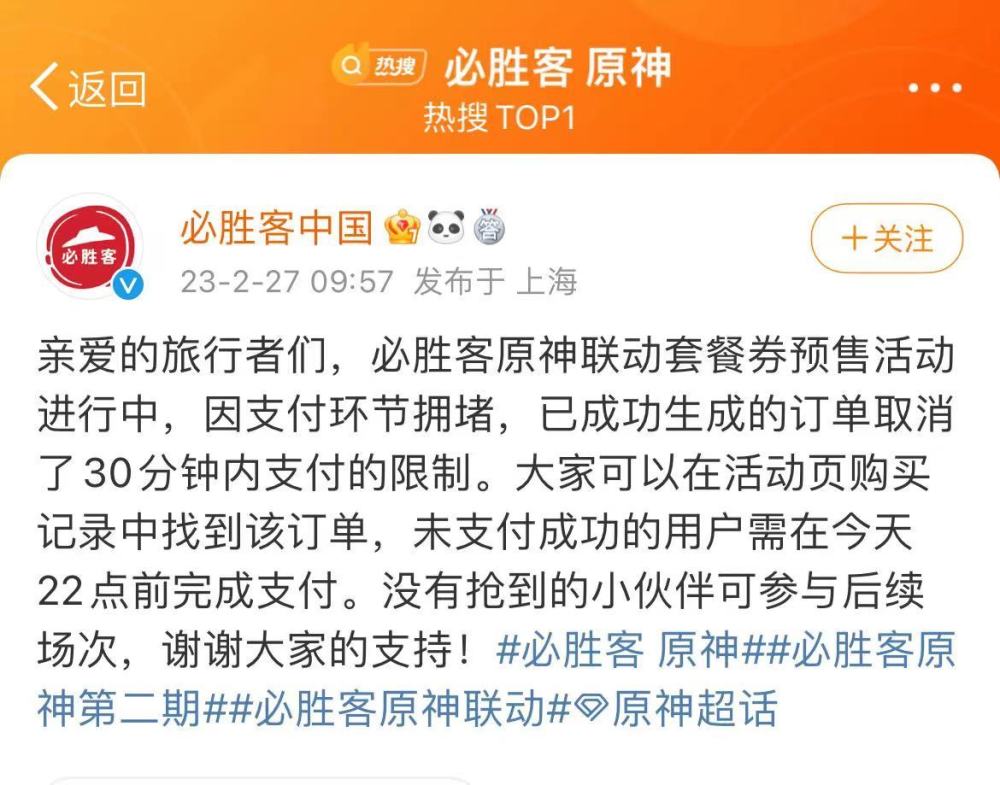 返回
热搜 必胜客 原神
热搜 TOP1
必胜客
必胜客中国
答
+关注
23-2-27 09:57 发布于 上海
亲爱的旅行者们，必胜客原神联动套餐券预售活动
进行中，因支付环节拥堵，已成功生成的订单取消
了30分钟内支付的限制。大家可以在活动页购买
记录中找到该订单，未支付成功的用户需在今天
22点前完成支付。没有抢到的小伙伴可参与后续
场次，谢谢大家的支持！#必胜客 原神##必胜客原
神第二期##必胜客原神联动#原神超话